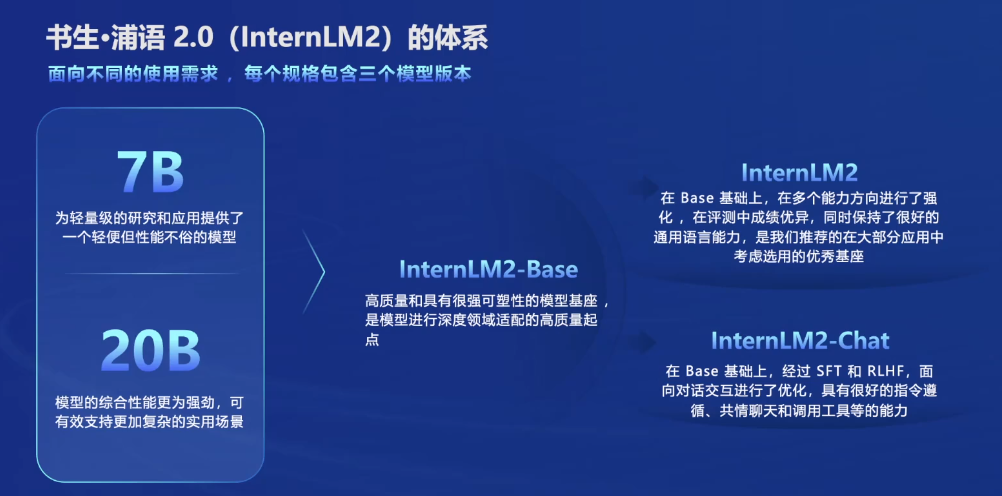 书生·浦语 2.0（InternLM2）的体系
面向不同的使用需求，每个规格包含三个模型版本
7B
为轻量级的研究和应用提供了
一个轻便但性能不俗的模型
20B
模型的综合性能更为强劲，可
有效支持更加复杂的实用场景
InternLM2-Base
高质量和具有很强可塑性的模型基座，
是模型进行深度领域适配的高质量起
点
InternLM2
在 Base 基础上，在多个能力方向进行了强
化，在评测中成绩优异，同时保持了很好的
通用语言能力，是我们推荐的在大部分应用中
考虑选用的优秀基座
InternLM2-Chat
在 Base 基础上，经过 SFT 和 RLHF，面
向对话交互进行了优化，具有很好的指令遵
循、共情聊天和调用工具等的能力